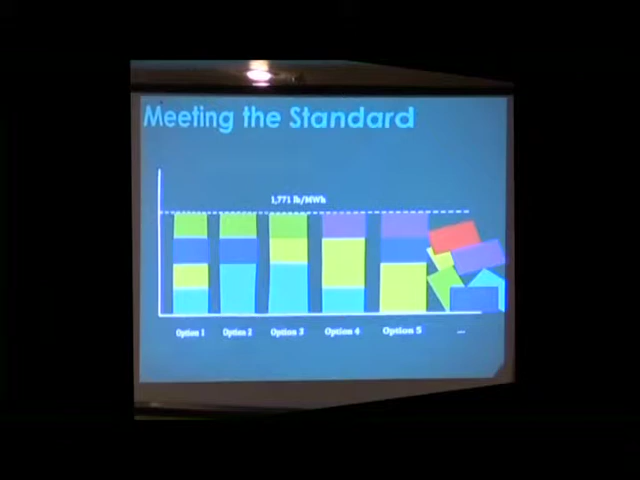 Meeting the Standard
1,771 lb/MWh
Option 1 Option 2 Option 3 Option 4 Option 5 ...